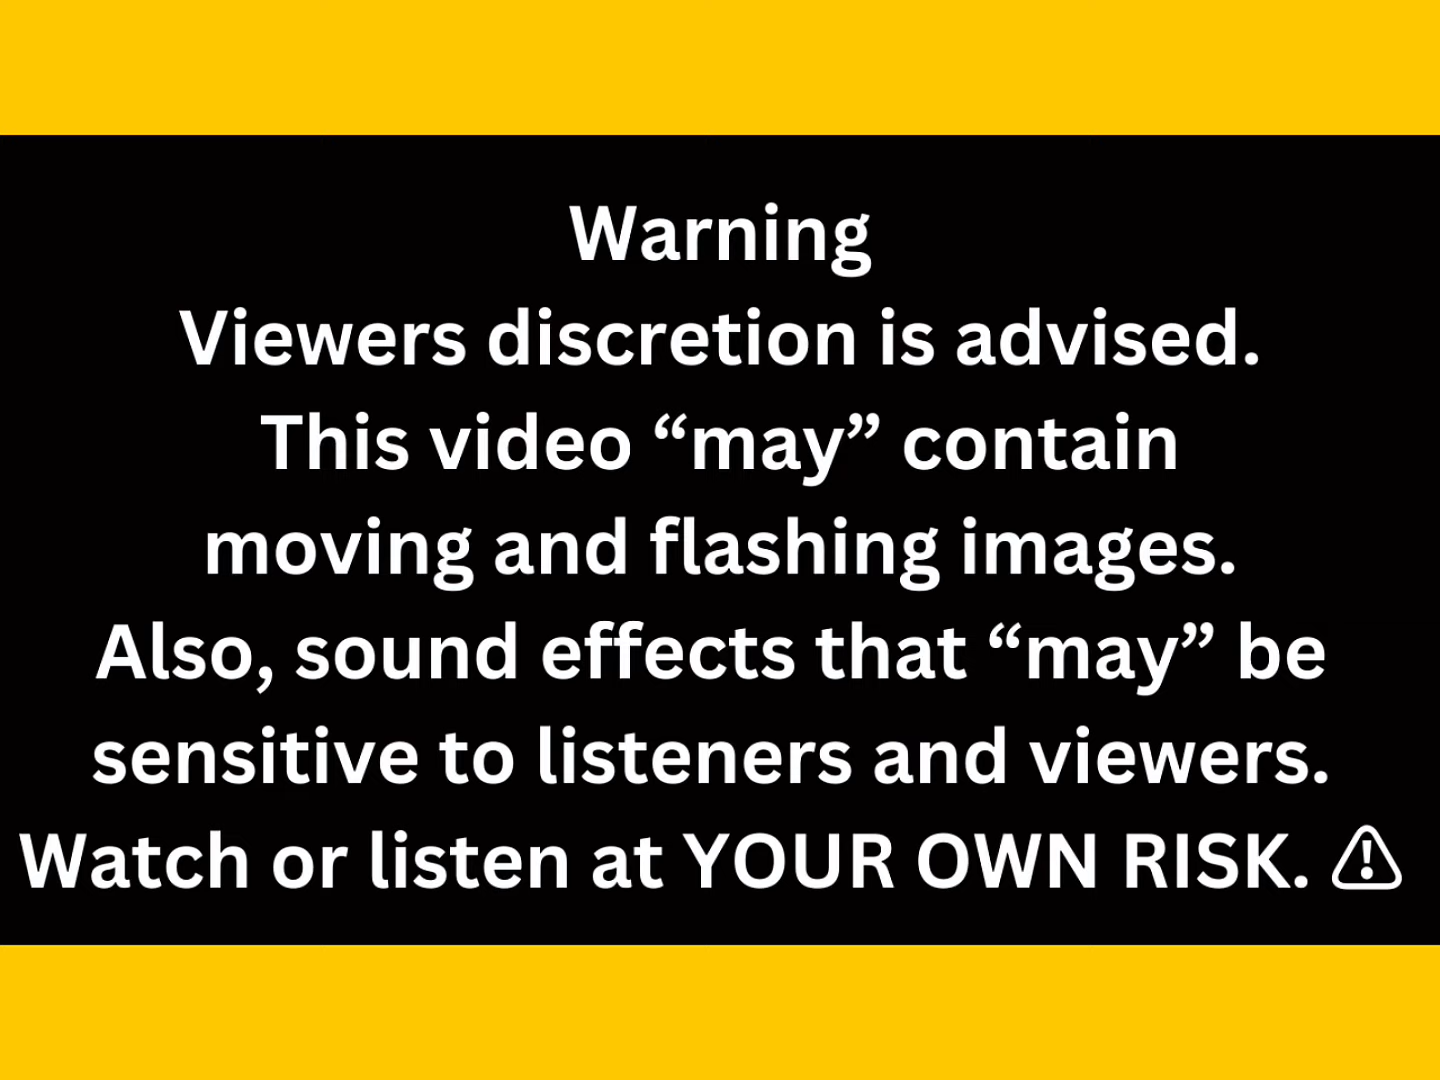 Warning
Viewers discretion is advised.
This video “may” contain
moving and flashing images.
Also, sound effects that “may” be
sensitive to listeners and viewers.
Watch or listen at YOUR OWN RISK. ⚠